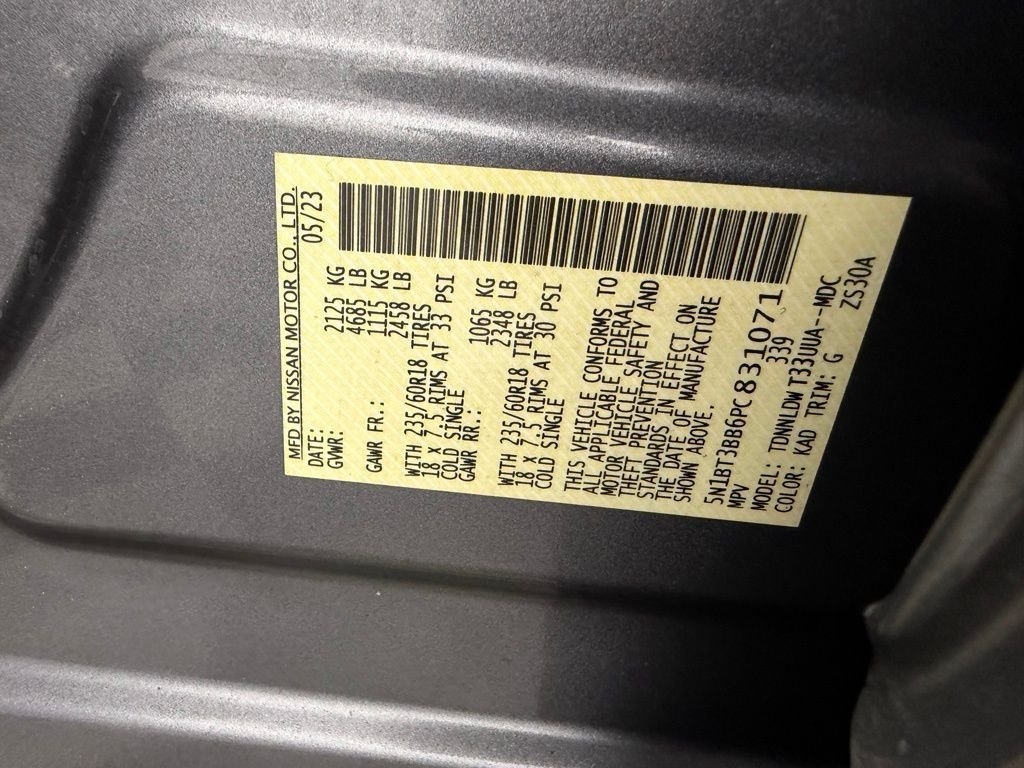 MFD BY NISSAN MOTOR CO., LTD.
DATE: 05/23
GVWR: 2125 KG
4685 LB
GAWR FR.: 1115 KG
2458 LB
WITH 235/60R18 TIRES
18 X 7.5 RIMS AT 33 PSI
COLD SINGLE
GAWR RR.: 1065 KG
2348 LB
WITH 235/60R18 TIRES
18 X 7.5 RIMS AT 30 PSI
COLD SINGLE
THIS VEHICLE CONFORMS TO
ALL APPLICABLE FEDERAL
MOTOR VEHICLE SAFETY AND
THEFT PREVENTION
STANDARDS IN EFFECT ON
THE DATE OF MANUFACTURE
SHOWN ABOVE.
5N1BT3BB6PC831071
MPV 339
MODEL: TDNNLDWT33UUA--MDC
COLOR: KAD TRIM: G ZS30A